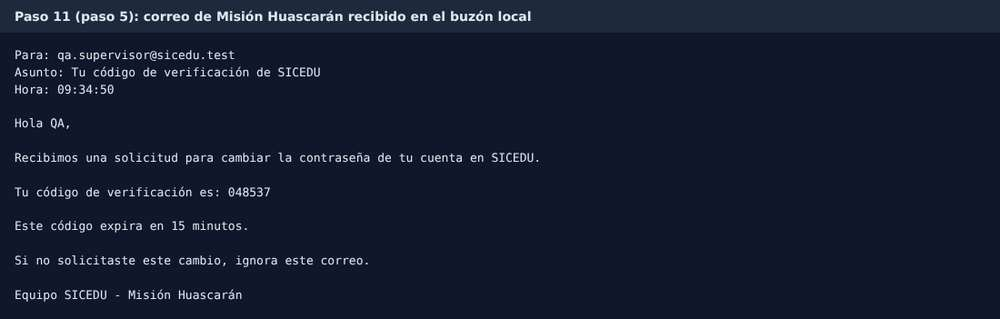 Paso 11 (paso 5): correo de Misión Huascarán recibido en el buzón local
Para: qa.supervisor@sicedu.test
Asunto: Tu código de verificación de SICEDU
Hora: 09:34:50
Hola QA,
Recibimos una solicitud para cambiar la contraseña de tu cuenta en SICEDU.
Tu código de verificación es: 048537
Este código expira en 15 minutos.
Si no solicitaste este cambio, ignora este correo.
Equipo SICEDU - Misión Huascarán